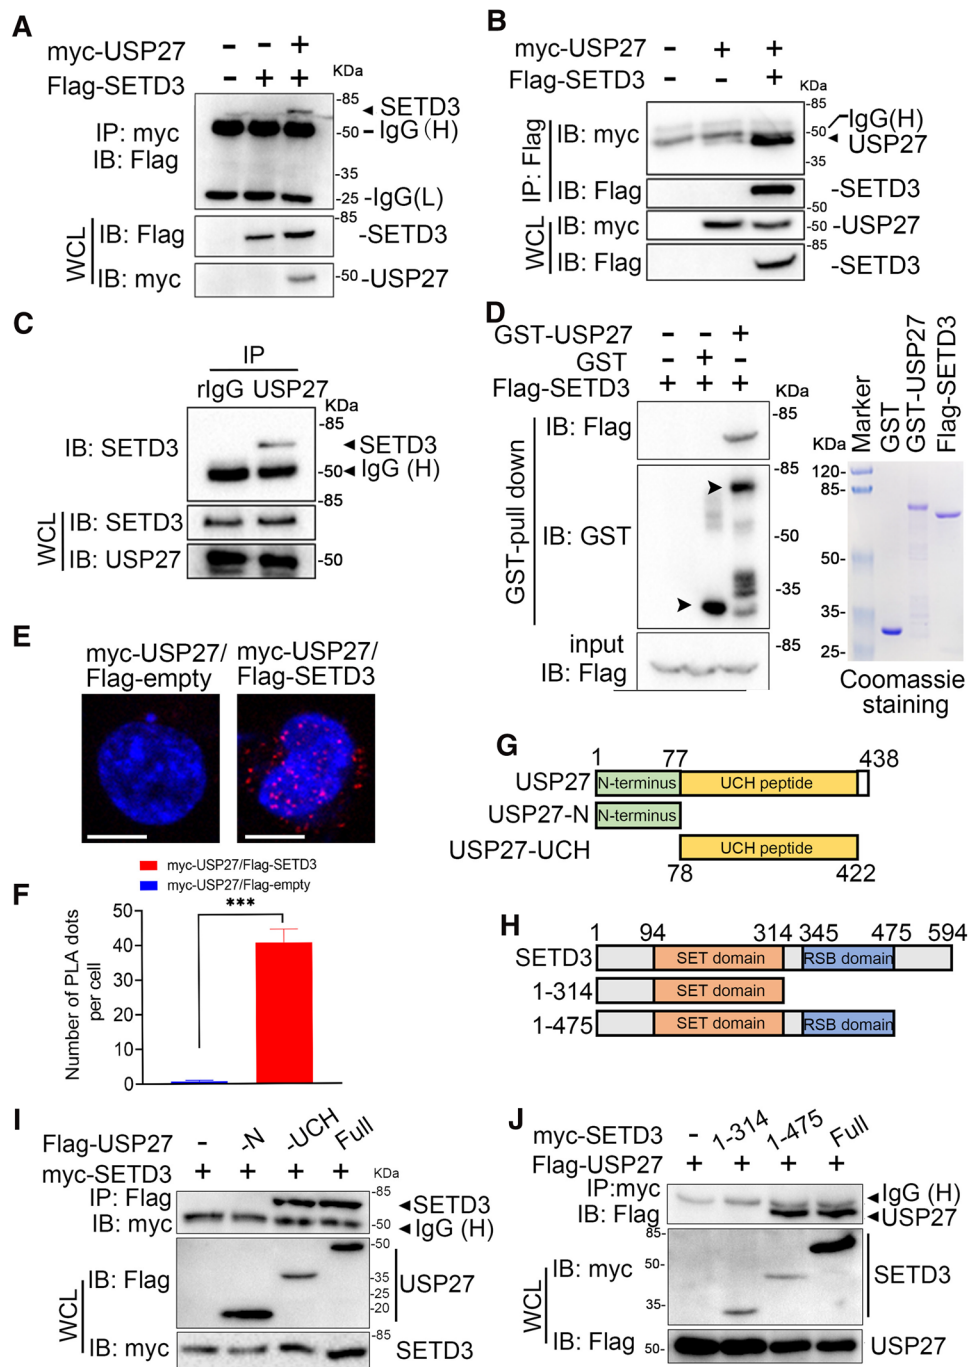 A
myc-USP27 - - +
Flag-SETD3 - + +
KDa
-85
SETD3
IP: myc
IB: Flag
-50
IgG (H)
-35
-25
-IgG(L)
-85
WCL
IB: Flag
-SETD3
IB: myc
-50
-USP27
B
myc-USP27 - + +
Flag-SETD3 - - +
KDa
-85
IP: Flag
IB: myc
IgG(H)
-50
USP27
-35
IB: Flag
-SETD3
-50
WCL
IB: myc
-50
-USP27
-85
IB: Flag
-SETD3
C
IP
rIgG USP27
KDa
-85
IB: SETD3
SETD3
-50
IgG (H)
-85
WCL
IB: SETD3
IB: USP27
-50
D
GST-USP27 - - +
GST - + -
Flag-SETD3 + + +
KDa
-85
GST-pull down
IB: Flag
-85
IB: GST
-50
-35
input
IB: Flag
-85
Marker
GST
GST-USP27
Flag-SETD3
KDa
120-
85-
50-
35-
25-
Coomassie
staining
E
myc-USP27/
Flag-empty
myc-USP27/
Flag-SETD3
F
myc-USP27/Flag-SETD3
myc-USP27/Flag-empty
Number of PLA dots
per cell
50
40
30
20
10
0
***
G
1 77 438
USP27 N-terminus UCH peptide
USP27-N N-terminus
USP27-UCH UCH peptide
78 422
H
1 94 314 345 475 594
SETD3 SET domain RSB domain
1-314 SET domain
1-475 SET domain RSB domain
I
Flag-USP27 - -N -UCH Full
myc-SETD3 + + + +
KDa
-85
IP: Flag
IB: myc
SETD3
-50
IgG (H)
-50
WCL
IB: Flag
-35
-25
-20
USP27
-85
IB: myc
SETD3
J
myc-SETD3 - 1-314 1-475 Full
Flag-USP27 + + + +
IP:myc
IB: Flag
IgG (H)
USP27
85-
WCL
IB: myc
50-
35-
SETD3
IB: Flag
50-
USP27